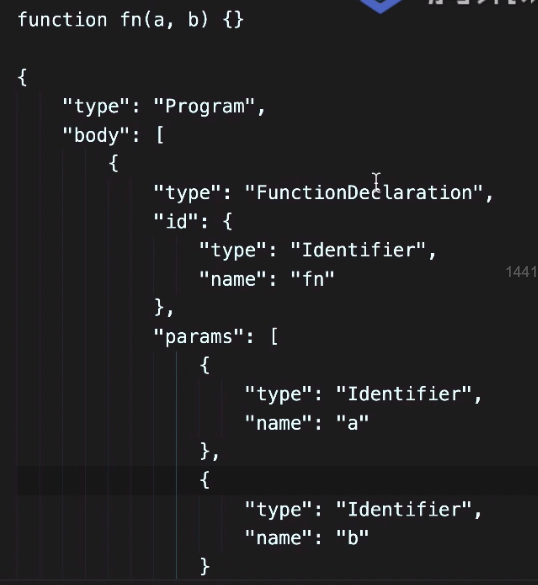 function fn(a, b) {}
{
    "type": "Program",
    "body": [
        {
            "type": "FunctionDeclaration",
            "id": {
                "type": "Identifier",
                "name": "fn"
            },
            "params": [
                {
                    "type": "Identifier",
                    "name": "a"
                },
                {
                    "type": "Identifier",
                    "name": "b"
                }
1441